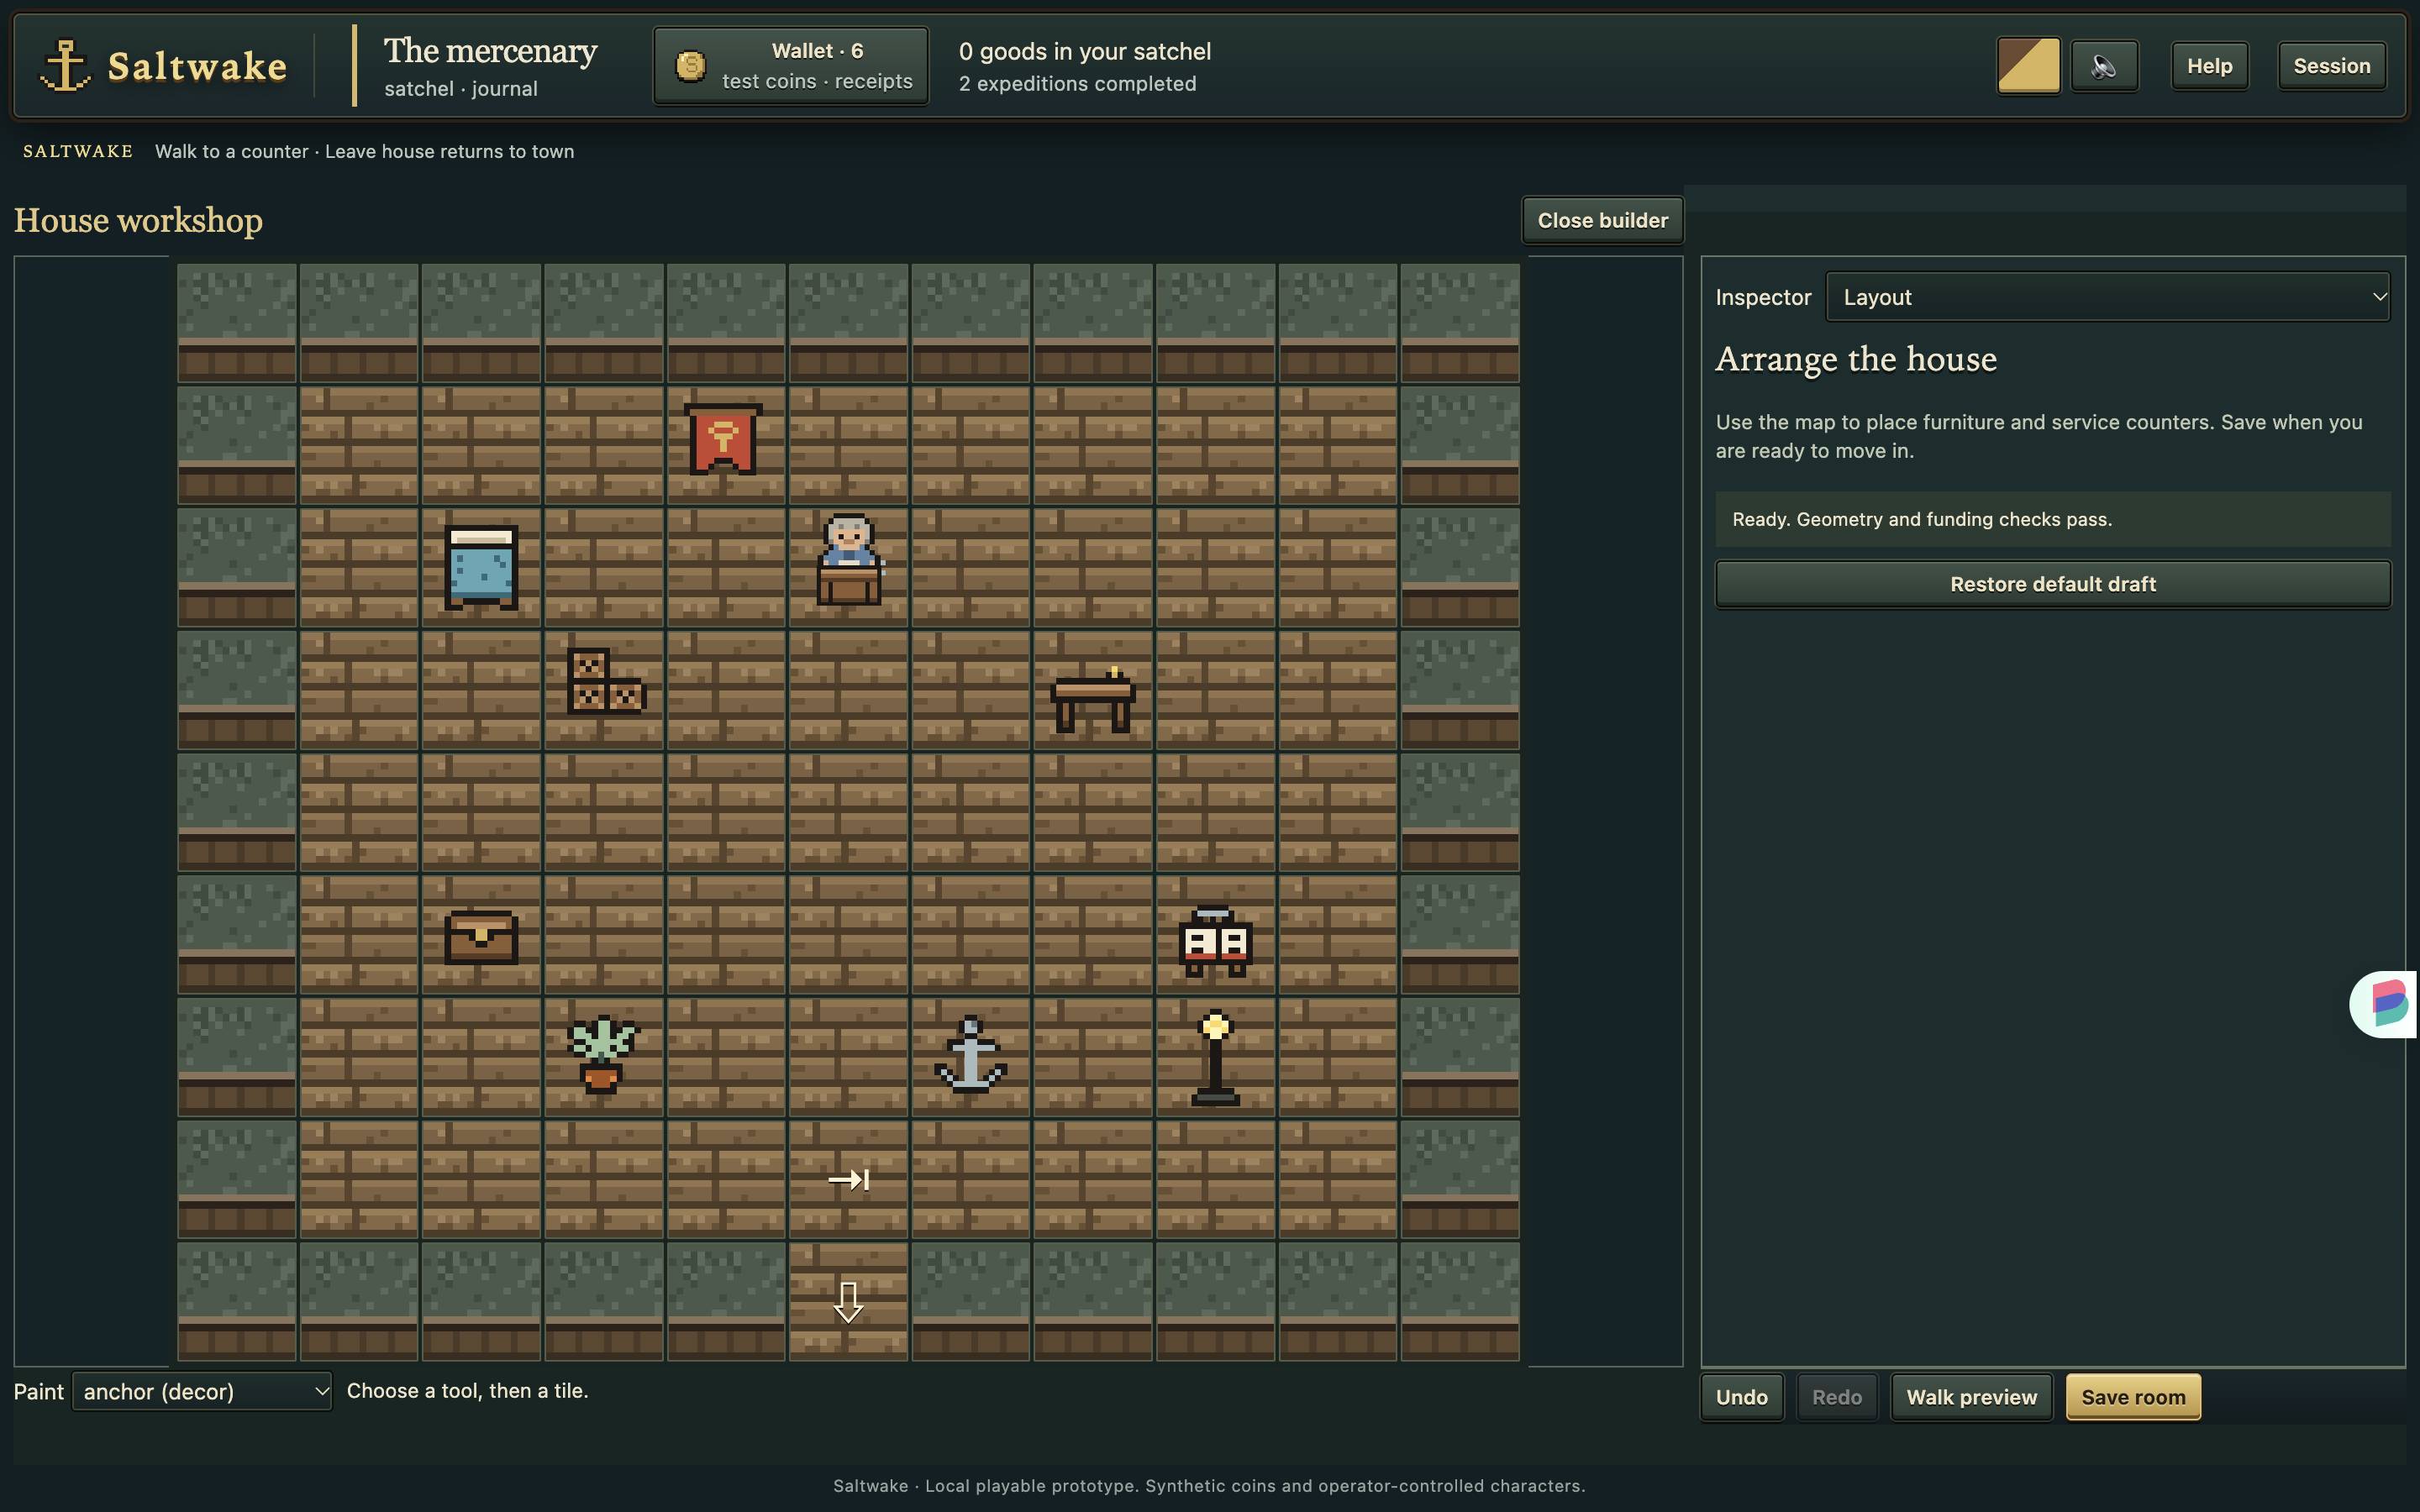 Saltwake
The mercenary
satchel · journal
Wallet · 6
test coins · receipts
0 goods in your satchel
2 expeditions completed
Help
Session
SALTWAKE
Walk to a counter · Leave house returns to town
House workshop
Close builder
Inspector
Layout
Arrange the house
Use the map to place furniture and service counters. Save when you
are ready to move in.
Ready. Geometry and funding checks pass.
Restore default draft
Paint
anchor (decor)
Choose a tool, then a tile.
Undo
Redo
Walk preview
Save room
Saltwake · Local playable prototype. Synthetic coins and operator-controlled characters.